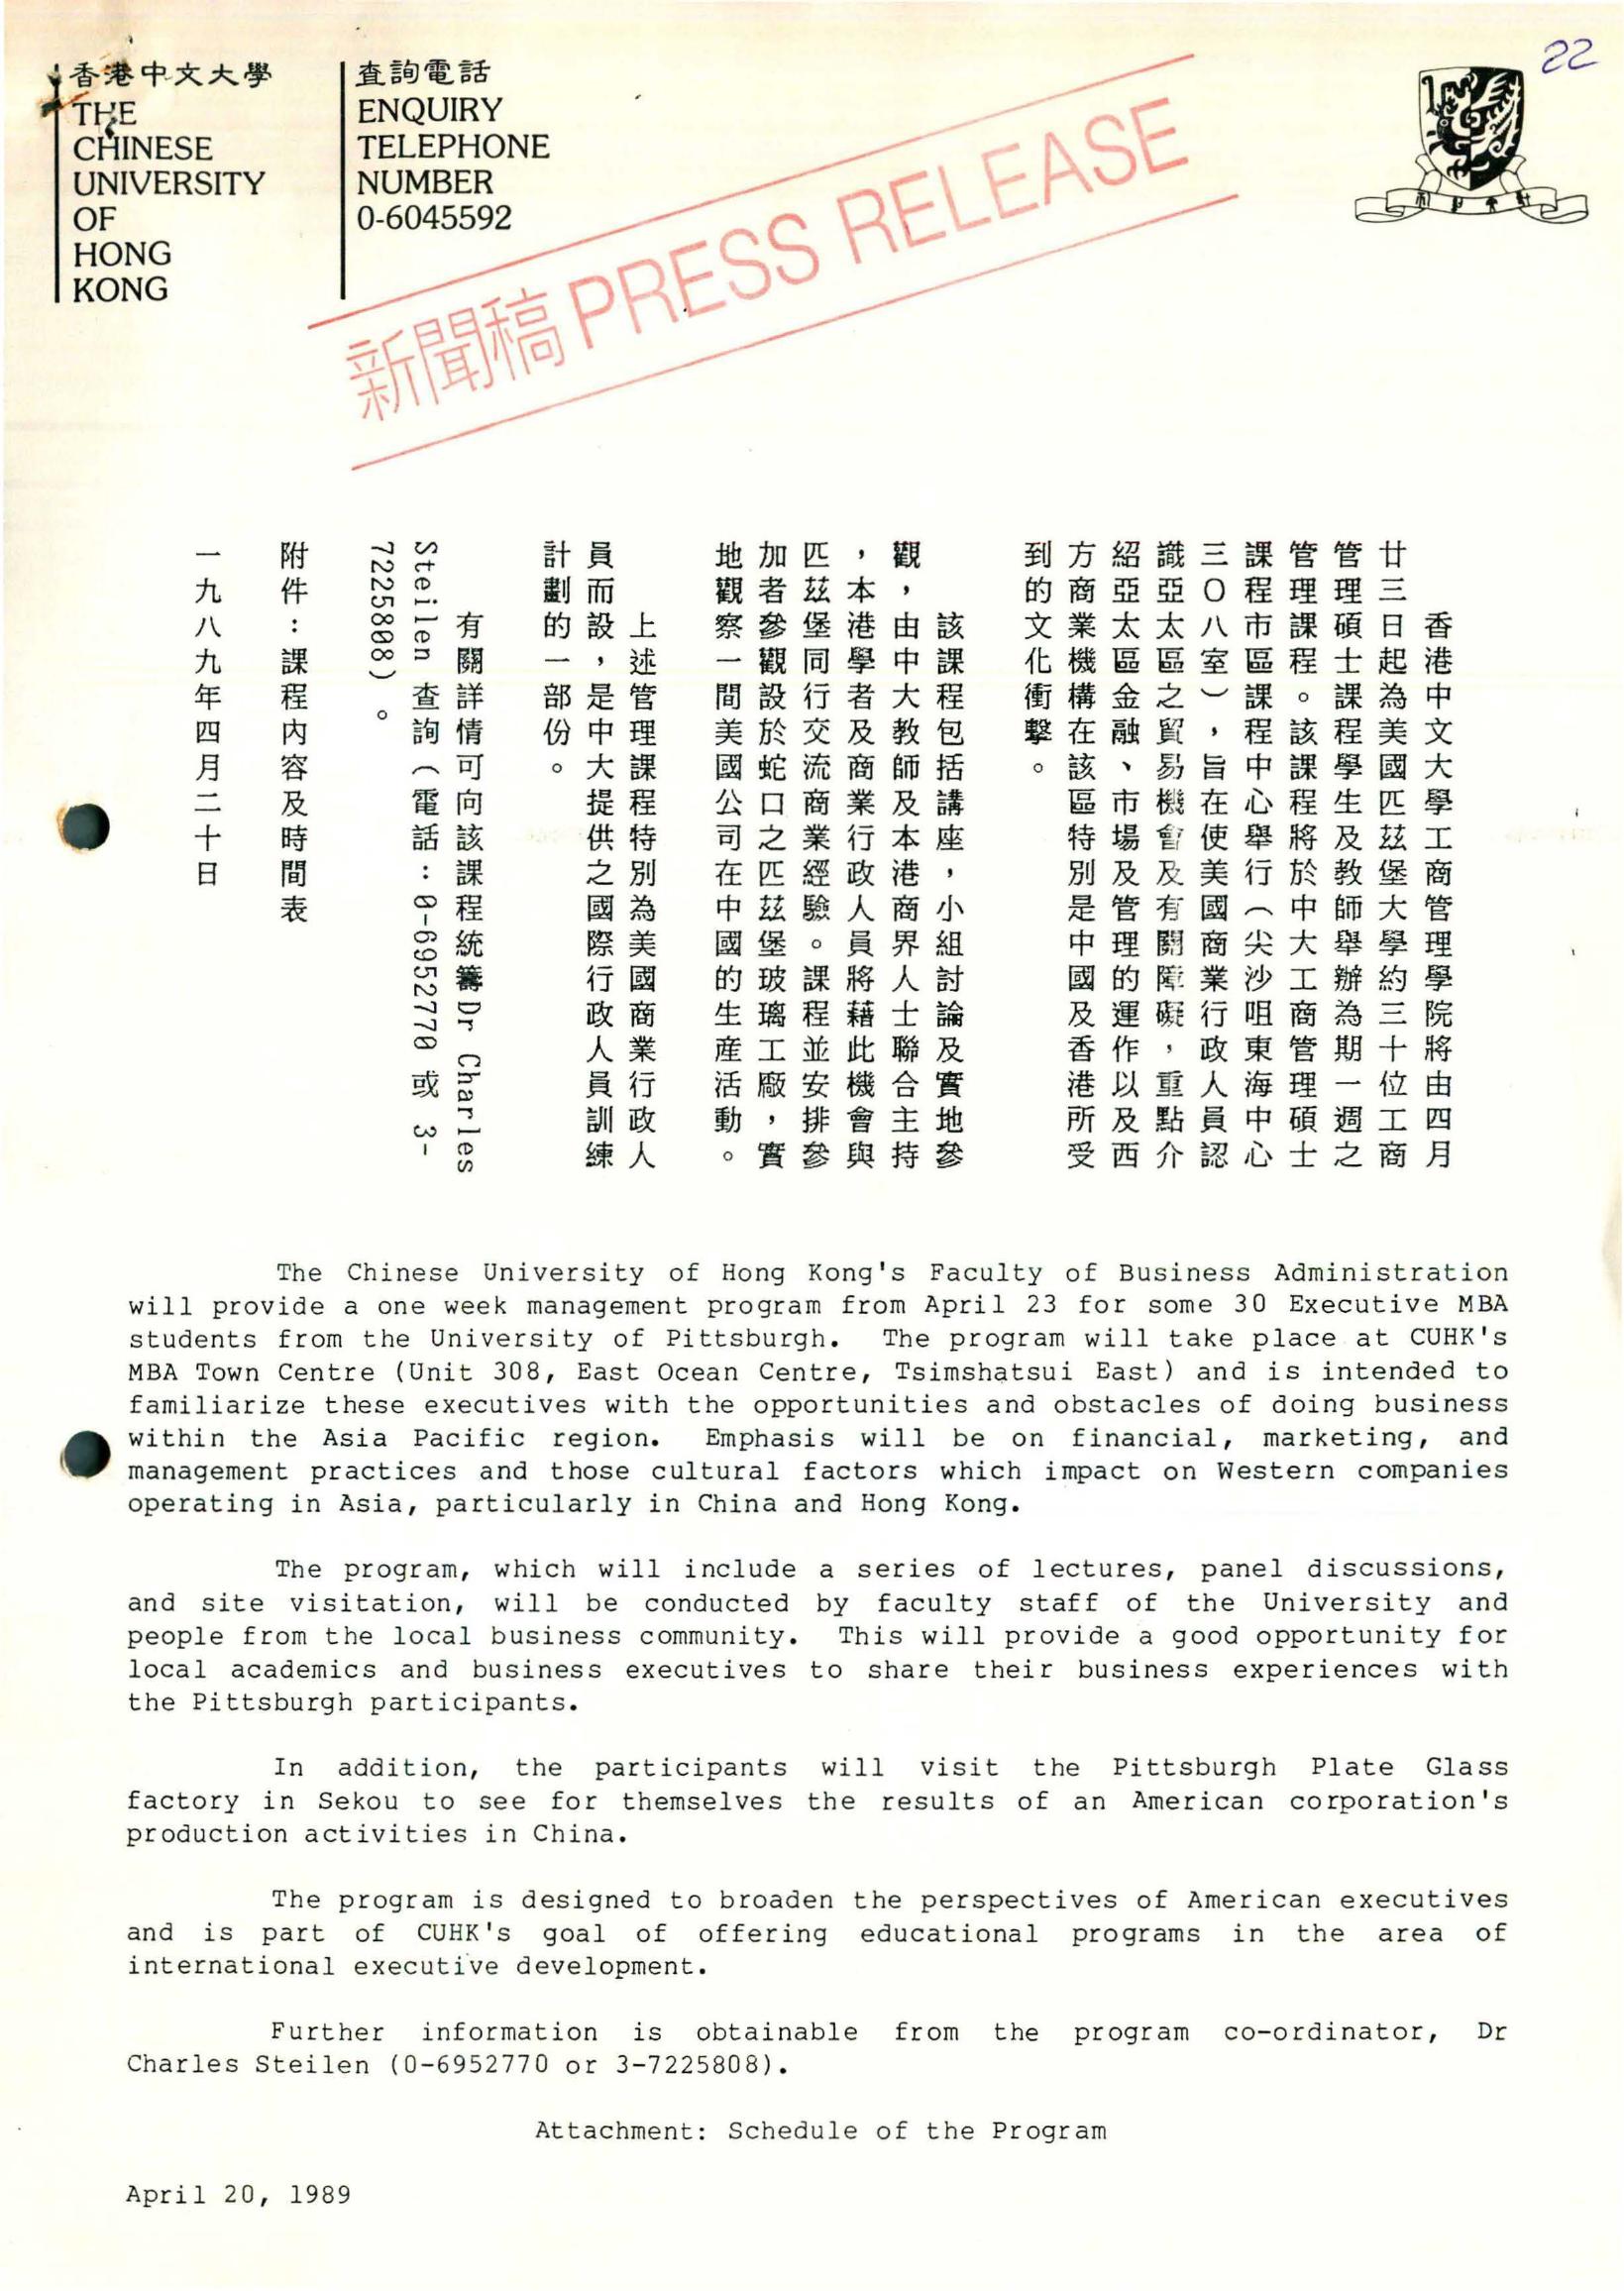 22
香港中文大學
THE
CHINESE
UNIVERSITY
OF
HONG
KONG
查詢電話
ENQUIRY
TELEPHONE
NUMBER
0-6045592
新聞稿 PRESS RELEASE
香港中文大學工商管理學院將由四月
廿三日起為美國匹茲堡大學約三十位工商
管理碩士課程學生及教師舉辦為期一週之
管理課程。該課程將於中大工商管理碩士
課程市區課程中心舉行（尖沙咀東海中心
三〇八室），旨在使美國商業行政人員認
識亞太區之貿易機會及有關障礙，重點介
紹亞太區金融、市場及管理的運作以及西
方商業機構在該區特別是中國及香港所受
到的文化衝擊。
該課程包括講座，小組討論及實地參
觀，由中大教師及本港商界人士聯合主持
，本港學者及商業行政人員將藉此機會與
匹茲堡同行交流商業經驗。課程並安排參
加者參觀設於蛇口之匹茲堡玻璃工廠，實
地觀察一間美國公司在中國的生産活動。
上述管理課程特別為美國商業行政人
員而設，是中大提供之國際行政人員訓練
計劃的一部份。
有關詳情可向該課程統籌Dr Charles
Steilen 查詢（電話：0-6952770 或 3-
7225808）。
附件：課程內容及時間表
一九八九年四月二十日
The Chinese University of Hong Kong's Faculty of Business Administration
will provide a one week management program from April 23 for some 30 Executive MBA
students from the University of Pittsburgh. The program will take place at CUHK's
MBA Town Centre (Unit 308, East Ocean Centre, Tsimshatsui East) and is intended to
familiarize these executives with the opportunities and obstacles of doing business
within the Asia Pacific region. Emphasis will be on financial, marketing, and
management practices and those cultural factors which impact on Western companies
operating in Asia, particularly in China and Hong Kong.
The program, which will include a series of lectures, panel discussions,
and site visitation, will be conducted by faculty staff of the University and
people from the local business community. This will provide a good opportunity for
local academics and business executives to share their business experiences with
the Pittsburgh participants.
In addition, the participants will visit the Pittsburgh Plate Glass
factory in Sekou to see for themselves the results of an American corporation's
production activities in China.
The program is designed to broaden the perspectives of American executives
and is part of CUHK's goal of offering educational programs in the area of
international executive development.
Further information is obtainable from the program co-ordinator, Dr
Charles Steilen (0-6952770 or 3-7225808).
Attachment: Schedule of the Program
April 20, 1989